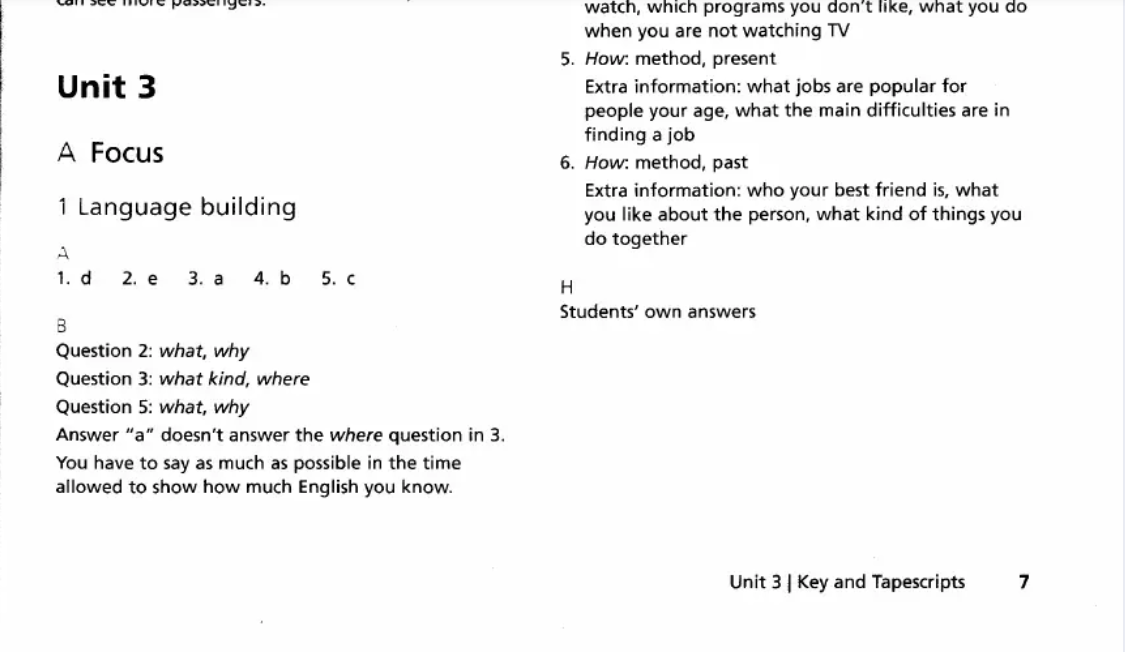 can see more passengers.
Unit 3
A Focus
1 Language building
A
1. d 2. e 3. a 4. b 5. c
B
Question 2: what, why
Question 3: what kind, where
Question 5: what, why
Answer "a" doesn't answer the where question in 3.
You have to say as much as possible in the time
allowed to show how much English you know.
watch, which programs you don't like, what you do
when you are not watching TV
5. How: method, present
Extra information: what jobs are popular for
people your age, what the main difficulties are in
finding a job
6. How: method, past
Extra information: who your best friend is, what
you like about the person, what kind of things you
do together
H
Students' own answers
Unit 3 | Key and Tapescripts 7